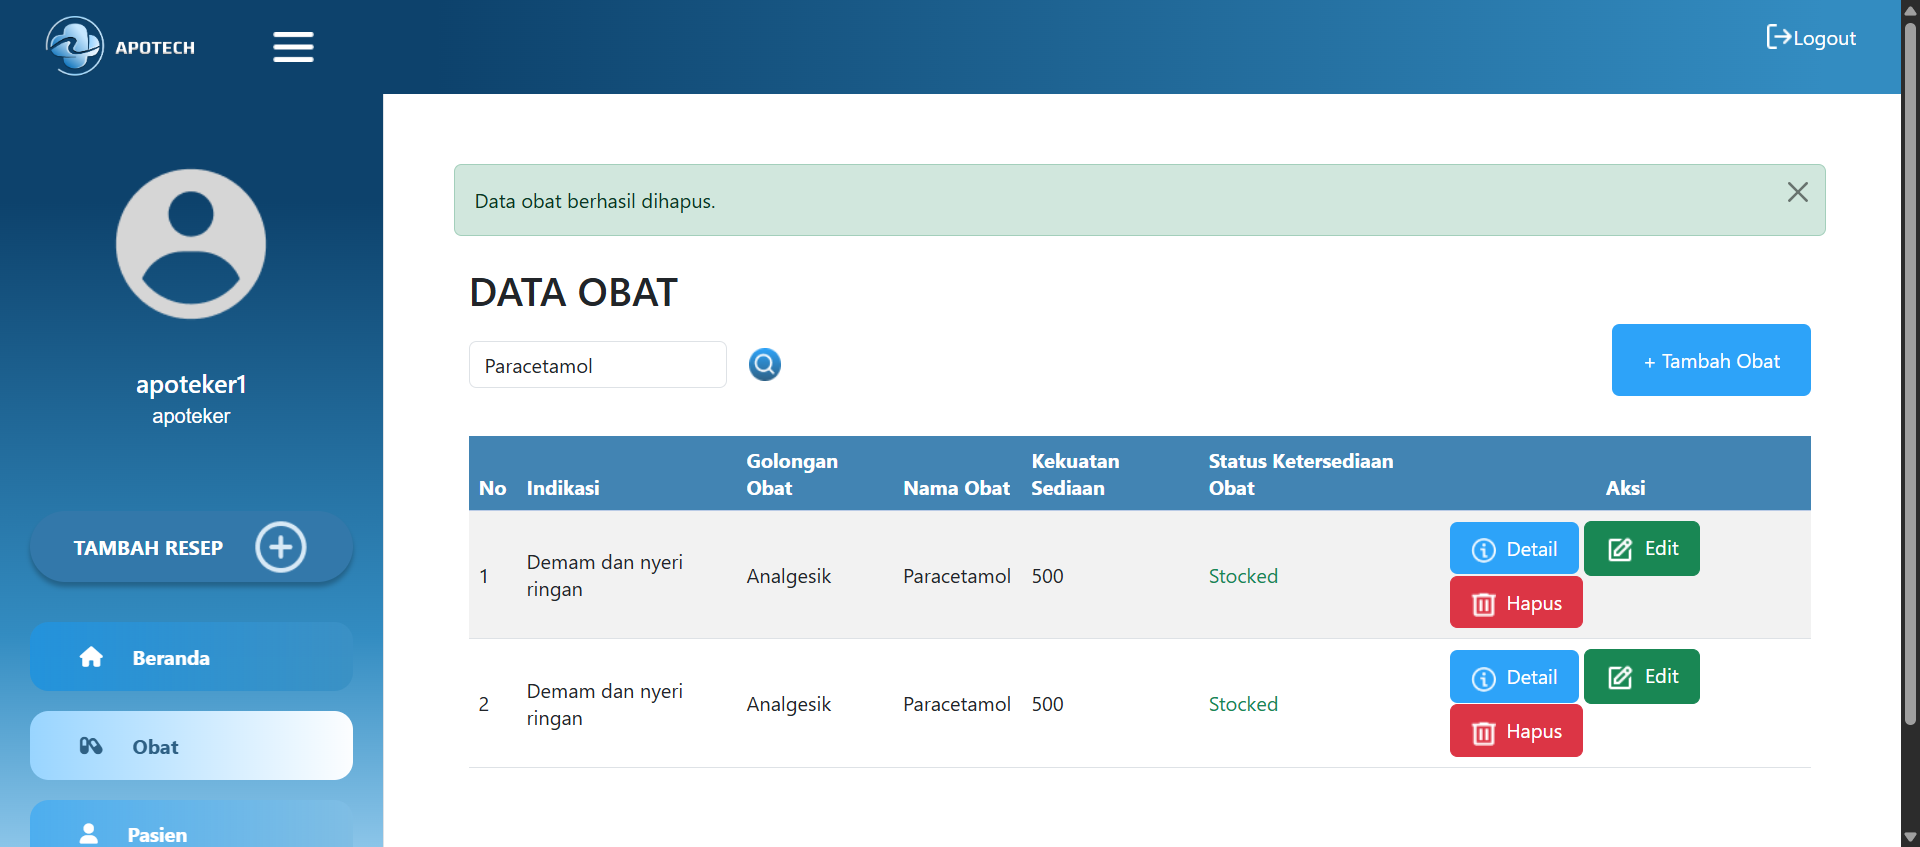 APOTECH
Logout
apoteker1
apoteker
TAMBAH RESEP
Beranda
Obat
Pasien
Data obat berhasil dihapus.
DATA OBAT
Paracetamol
+ Tambah Obat
No Indikasi Golongan Obat Nama Obat Kekuatan Sediaan Status Ketersediaan Obat Aksi
1 Demam dan nyeri ringan Analgesik Paracetamol 500 Stocked Detail Edit
Hapus
2 Demam dan nyeri ringan Analgesik Paracetamol 500 Stocked Detail Edit
Hapus